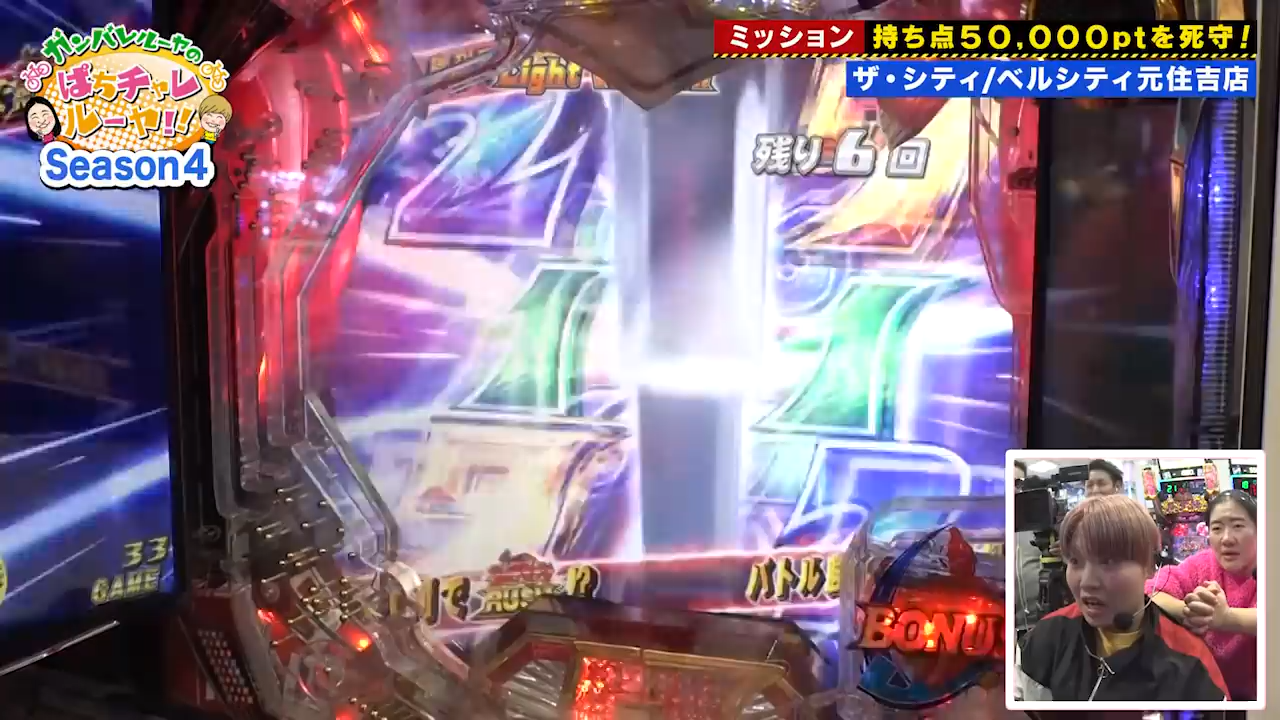 ガンバレルーヤの
ぱちチャレ
ルーヤ!!
Season4
ミッション 持ち点50,000ptを死守!
ザ・シティ/ベルシティ元住吉店
Light
残り6回
33
GAME
RUSH!?
バトル
BONUS